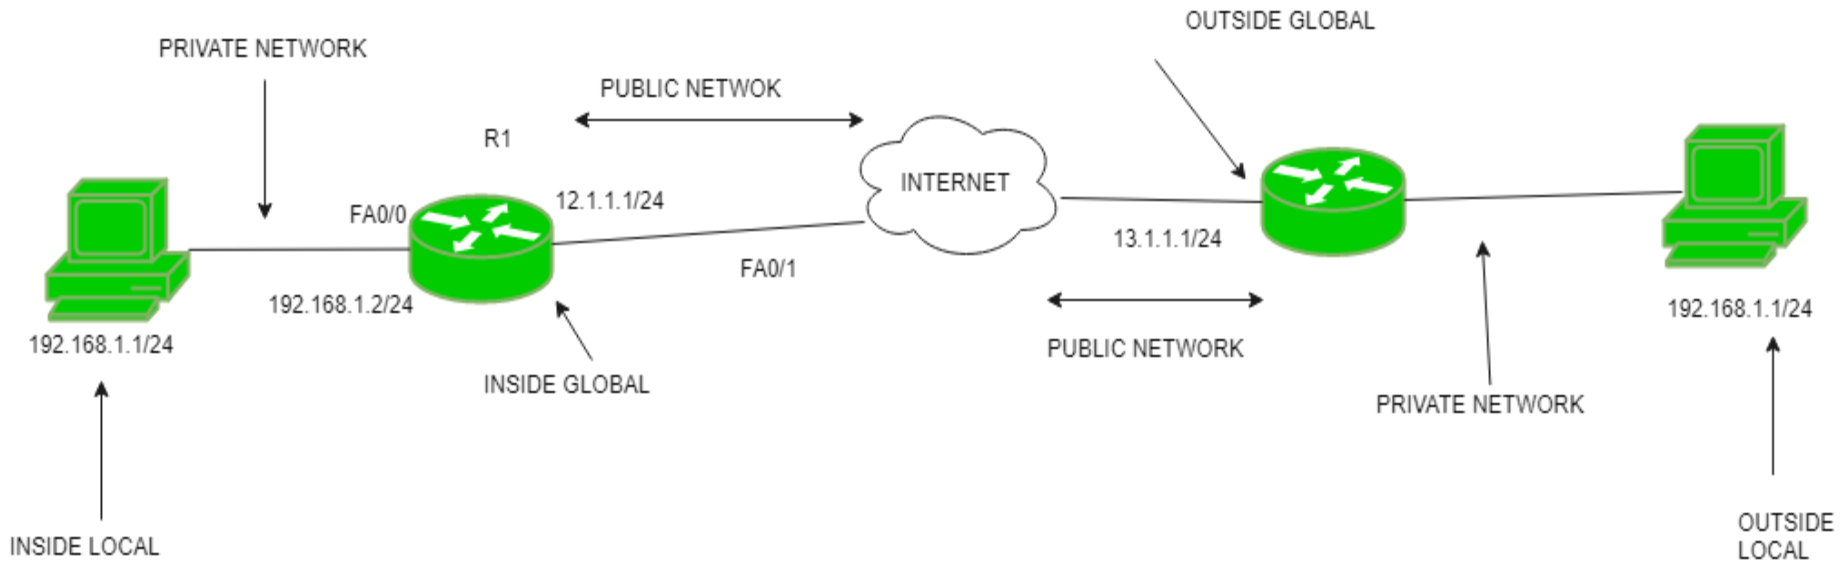 OUTSIDE GLOBAL
PRIVATE NETWORK
PUBLIC NETWOK
R1
INTERNET
12.1.1.1/24
FA0/0
13.1.1.1/24
FA0/1
192.168.1.2/24
192.168.1.1/24
192.168.1.1/24
PUBLIC NETWORK
INSIDE GLOBAL
PRIVATE NETWORK
OUTSIDE
LOCAL
INSIDE LOCAL